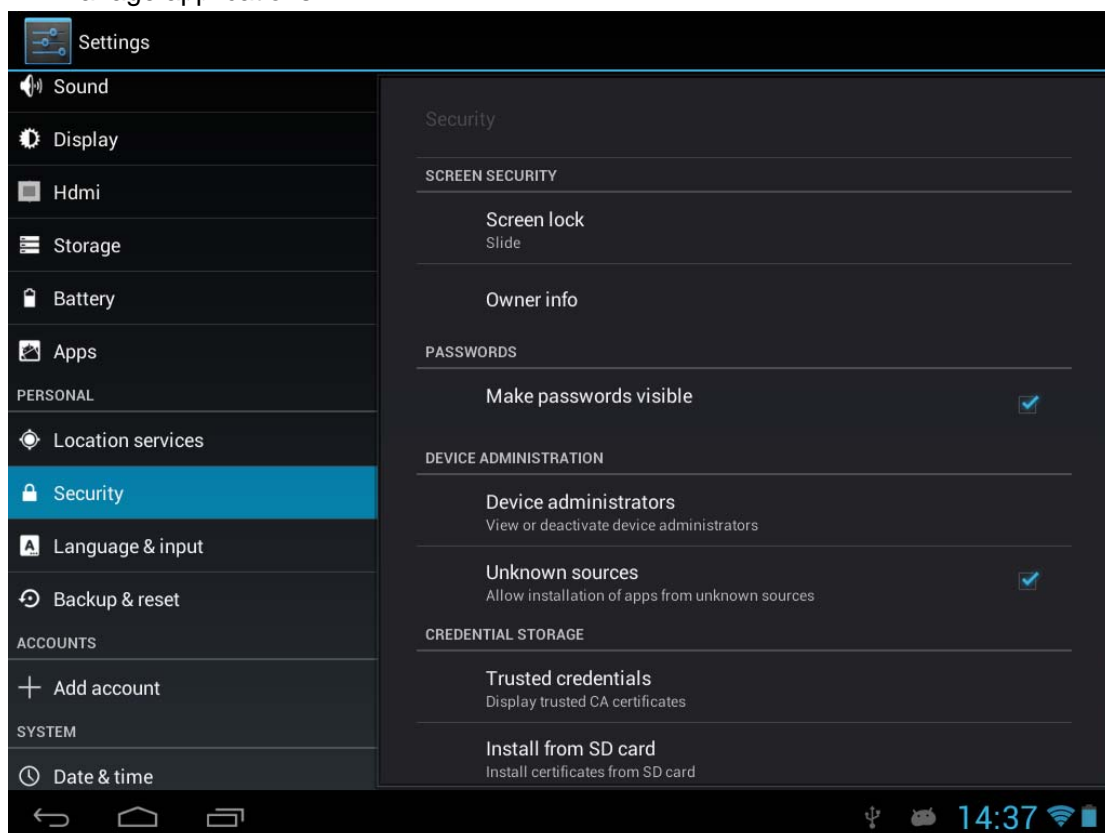 Settings
Sound
Display
Hdmi
Storage
Battery
Apps
PERSONAL
Location services
Security
Language & input
Backup & reset
ACCOUNTS
Add account
SYSTEM
Date & time
Security
SCREEN SECURITY
Screen lock
Slide
Owner info
PASSWORDS
Make passwords visible
DEVICE ADMINISTRATION
Device administrators
View or deactivate device administrators
Unknown sources
Allow installation of apps from unknown sources
CREDENTIAL STORAGE
Trusted credentials
Display trusted CA certificates
Install from SD card
Install certificates from SD card
14:37